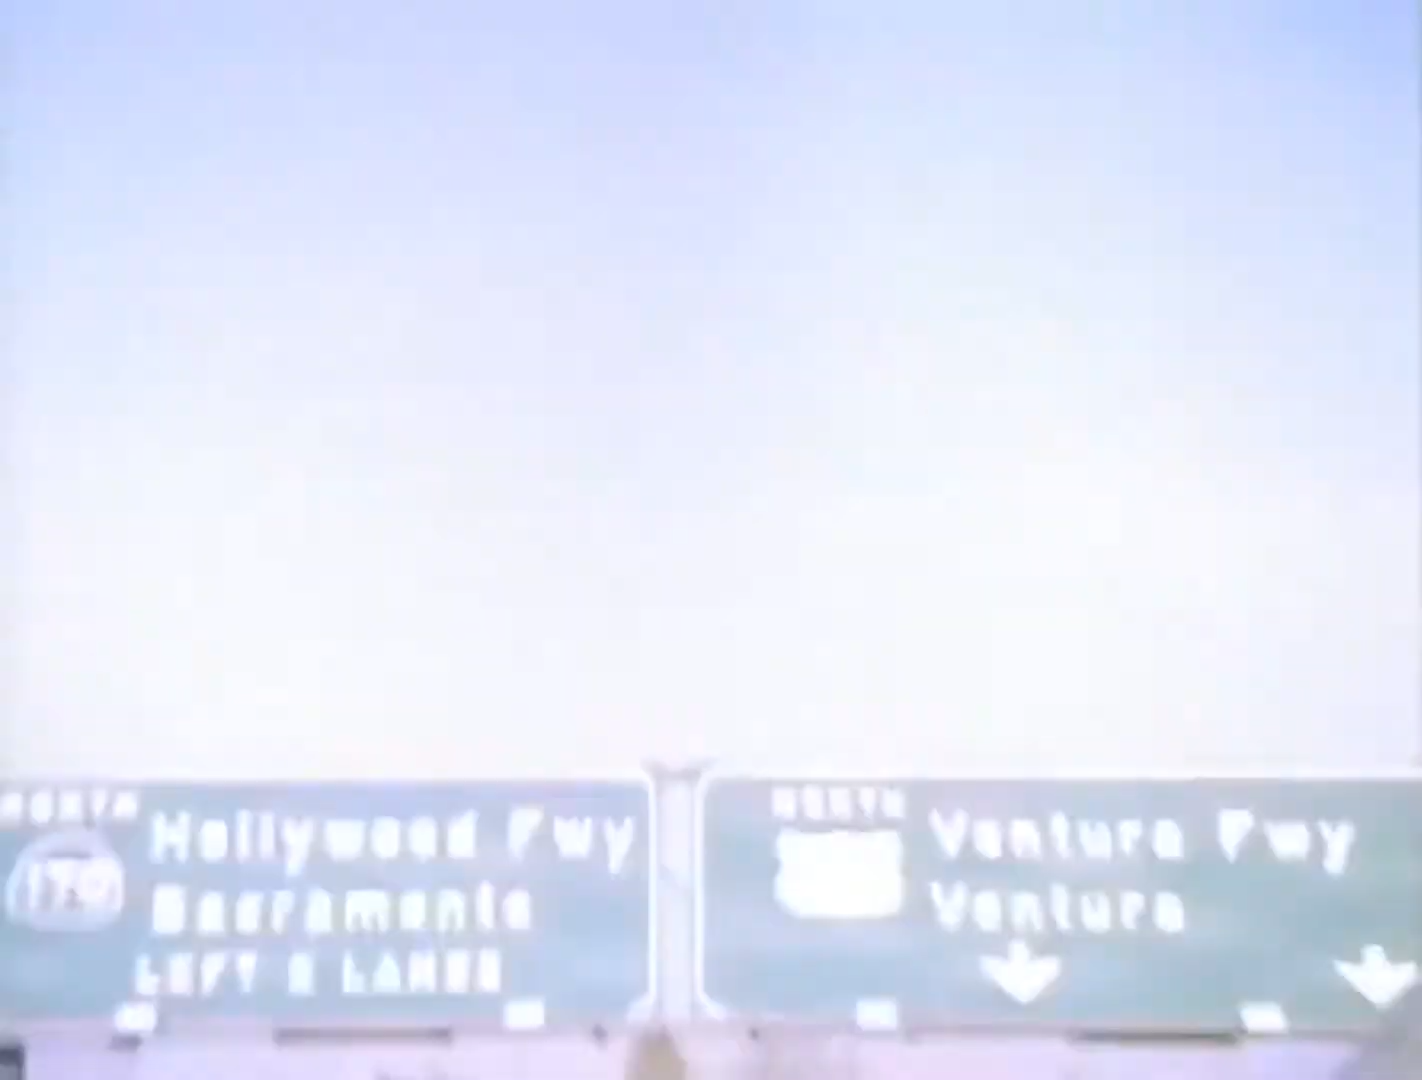 NORTH
170
Hollywood Fwy
Sacramento
LEFT 2 LANES
NORTH
Ventura Fwy
Ventura